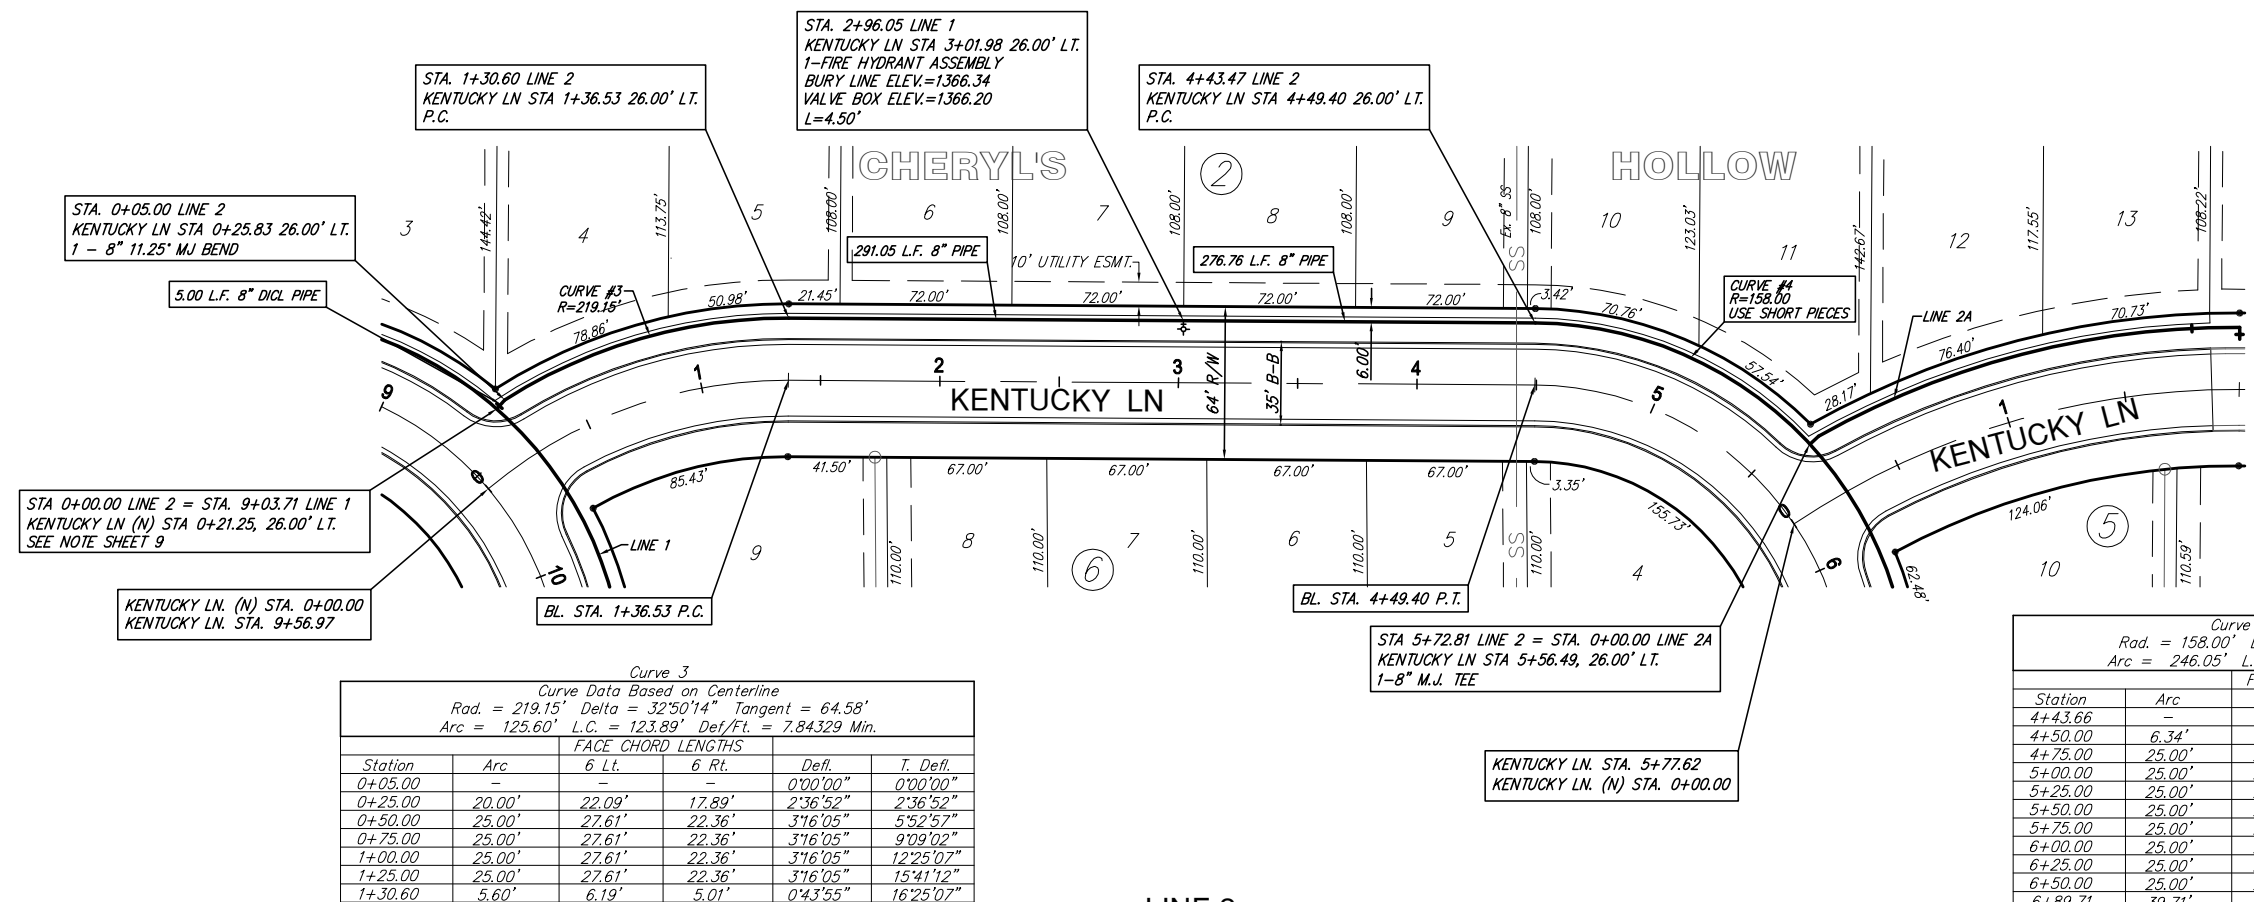 STA. 2+96.05 LINE 1
KENTUCKY LN STA 3+01.98 26.00' LT.
1-FIRE HYDRANT ASSEMBLY
BURY LINE ELEV.=1366.34
VALVE BOX ELEV.=1366.20
L=4.50'
STA. 1+30.60 LINE 2
KENTUCKY LN STA 1+36.53 26.00' LT.
P.C.
STA. 4+43.47 LINE 2
KENTUCKY LN STA 4+49.40 26.00' LT.
P.C.
CHERYL'S
2
HOLLOW
STA. 0+05.00 LINE 2
KENTUCKY LN STA 0+25.83 26.00' LT.
1 - 8" 11.25° MJ BEND
3
144.42'
4
113.75'
5
108.00'
6
108.00'
7
108.00'
8
108.00'
9
Ex. 8" SS
SS
108.00'
10
123.03'
11
142.67'
12
117.55'
13
108.22'
5.00 L.F. 8" DICL PIPE
291.05 L.F. 8" PIPE
10' UTILITY ESMT.
276.76 L.F. 8" PIPE
CURVE #3
R=219.15'
CURVE #4
R=158.00
USE SHORT PIECES
LINE 2A
78.86'
50.98'
21.45'
72.00'
72.00'
72.00'
72.00'
3.42'
70.76'
57.54'
28.17'
76.40'
70.73'
9
0
10
1
2
3
4
5
0
6
1
KENTUCKY LN
64' R/W
35' B-B
6.00'
KENTUCKY LN
85.43'
41.50'
67.00'
67.00'
67.00'
67.00'
3.35'
155.73'
124.06'
62.48'
STA 0+00.00 LINE 2 = STA. 9+03.71 LINE 1
KENTUCKY LN (N) STA 0+21.25, 26.00' LT.
SEE NOTE SHEET 9
LINE 1
9
110.00'
8
110.00'
6
7
110.00'
6
110.00'
5
SS
110.00'
4
5
10
110.59'
KENTUCKY LN. (N) STA. 0+00.00
KENTUCKY LN. STA. 9+56.97
BL. STA. 1+36.53 P.C.
BL. STA. 4+49.40 P.T.
STA 5+72.81 LINE 2 = STA. 0+00.00 LINE 2A
KENTUCKY LN STA 5+56.49, 26.00' LT.
1-8" M.J. TEE
KENTUCKY LN. STA. 5+77.62
KENTUCKY LN. (N) STA. 0+00.00
Curve 3
Curve Data Based on Centerline
Rad. = 219.15' Delta = 32°50'14" Tangent = 64.58'
Arc = 125.60' L.C. = 123.89' Def/Ft. = 7.84329 Min.
FACE CHORD LENGTHS
Station Arc 6 Lt. 6 Rt. Defl. T. Defl.
0+05.00 - - - 0°00'00" 0°00'00"
0+25.00 20.00' 22.09' 17.89' 2°36'52" 2°36'52"
0+50.00 25.00' 27.61' 22.36' 3°16'05" 5°52'57"
0+75.00 25.00' 27.61' 22.36' 3°16'05" 9°09'02"
1+00.00 25.00' 27.61' 22.36' 3°16'05" 12°25'07"
1+25.00 25.00' 27.61' 22.36' 3°16'05" 15°41'12"
1+30.60 5.60' 6.19' 5.01' 0°43'55" 16°25'07"
Curve
Rad. = 158.00'
Arc = 246.05' L.
Station Arc
4+43.66 -
4+50.00 6.34'
4+75.00 25.00'
5+00.00 25.00'
5+25.00 25.00'
5+50.00 25.00'
5+75.00 25.00'
6+00.00 25.00'
6+25.00 25.00'
6+50.00 25.00'
6+89.71 39.71'